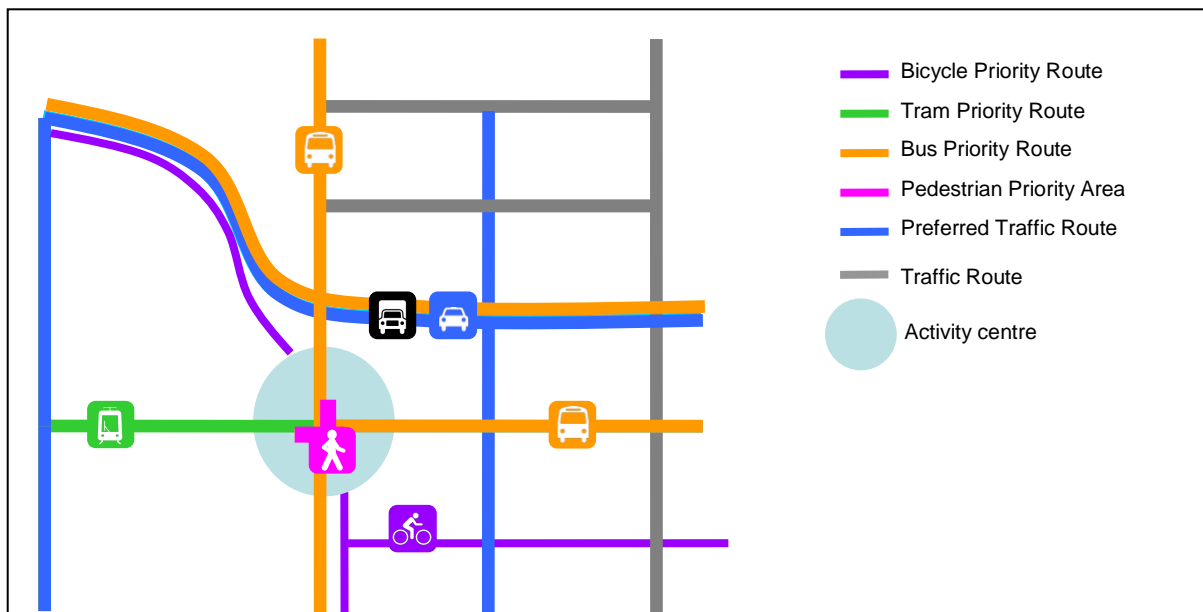 Bicycle Priority Route
Tram Priority Route
Bus Priority Route
Pedestrian Priority Area
Preferred Traffic Route
Traffic Route
Activity centre